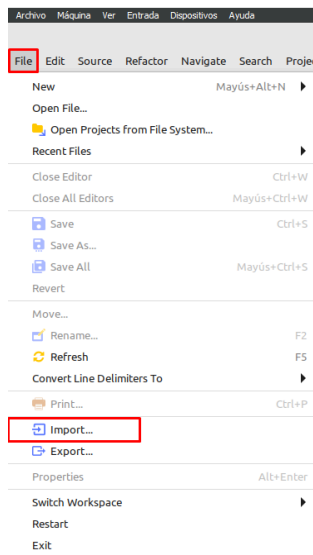 Archivo Máquina Ver Entrada Dispositivos Ayuda
File Edit Source Refactor Navigate Search
New Mayús+Alt+N
Open File...
Open Projects from File System...
Recent Files
Close Editor Ctrl+W
Close All Editors Mayús+Ctrl+W
Save Ctrl+S
Save As...
Save All Mayús+Ctrl+S
Revert
Move...
Rename... F2
Refresh F5
Convert Line Delimiters To
Print... Ctrl+P
Import...
Export...
Properties Alt+Enter
Switch Workspace
Restart
Exit